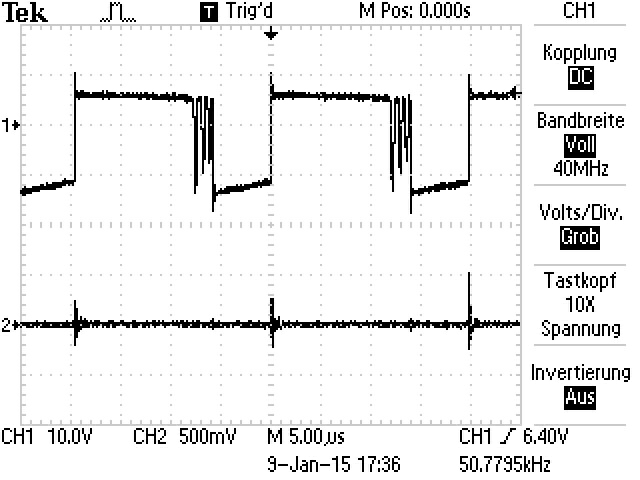 Tek T Trig'd M Pos: 0.000s CH1
Kopplung
DC
Bandbreite
Voll
40MHz
Volts/Div.
Grob
Tastkopf
10X
Spannung
Invertierung
Aus
1
2
CH1 10.0V CH2 500mV M 5.00µs CH1 6.40V
9-Jan-15 17:36 50.7795kHz